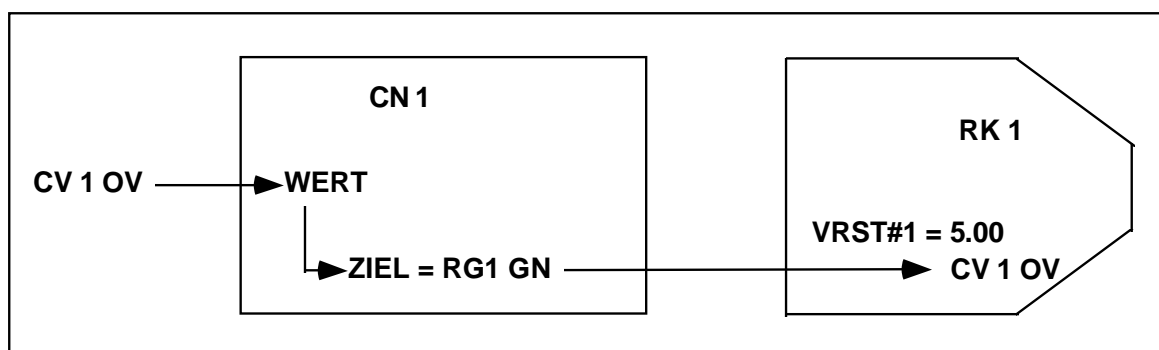 CN 1
RK 1
CV 1 OV
WERT
VRST#1 = 5.00
ZIEL = RG1 GN
CV 1 OV